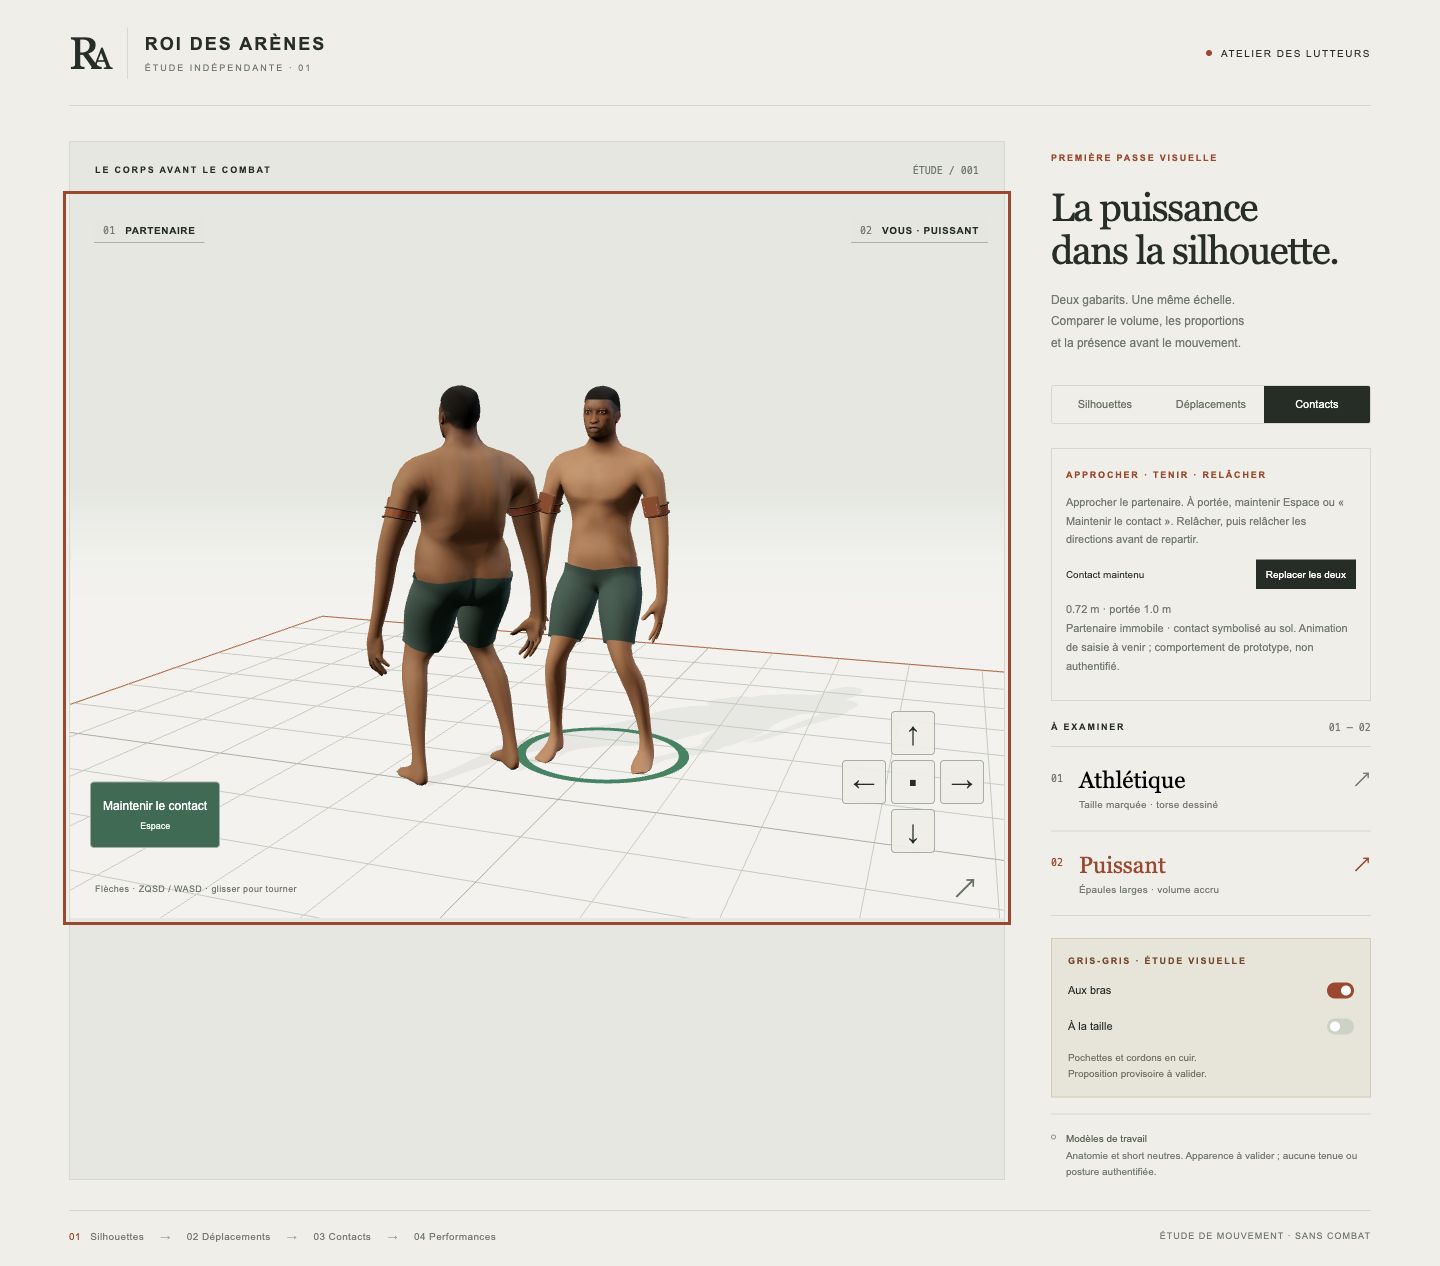 RA
ROI DES ARÈNES
ÉTUDE INDÉPENDANTE · 01
ATELIER DES LUTTEURS
LE CORPS AVANT LE COMBAT
ÉTUDE / 001
01 PARTENAIRE
02 VOUS · PUISSANT
Maintenir le contact
Espace
↑
← ▪ →
↓
Flèches · ZQSD / WASD · glisser pour tourner
↗
PREMIÈRE PASSE VISUELLE
La puissance
dans la silhouette.
Deux gabarits. Une même échelle.
Comparer le volume, les proportions
et la présence avant le mouvement.
Silhouettes Déplacements Contacts
APPROCHER · TENIR · RELÂCHER
Approcher le partenaire. À portée, maintenir Espace ou «
Maintenir le contact ». Relâcher, puis relâcher les
directions avant de repartir.
Contact maintenu
Replacer les deux
0.72 m · portée 1.0 m
Partenaire immobile · contact symbolisé au sol. Animation
de saisie à venir ; comportement de prototype, non
authentifié.
À EXAMINER
01 — 02
01 Athlétique ↗
Taille marquée · torse dessiné
02 Puissant ↗
Épaules larges · volume accru
GRIS-GRIS · ÉTUDE VISUELLE
Aux bras
À la taille
Pochettes et cordons en cuir.
Proposition provisoire à valider.
Modèles de travail
Anatomie et short neutres. Apparence à valider ; aucune tenue ou
posture authentifiée.
01 Silhouettes → 02 Déplacements → 03 Contacts → 04 Performances
ÉTUDE DE MOUVEMENT · SANS COMBAT